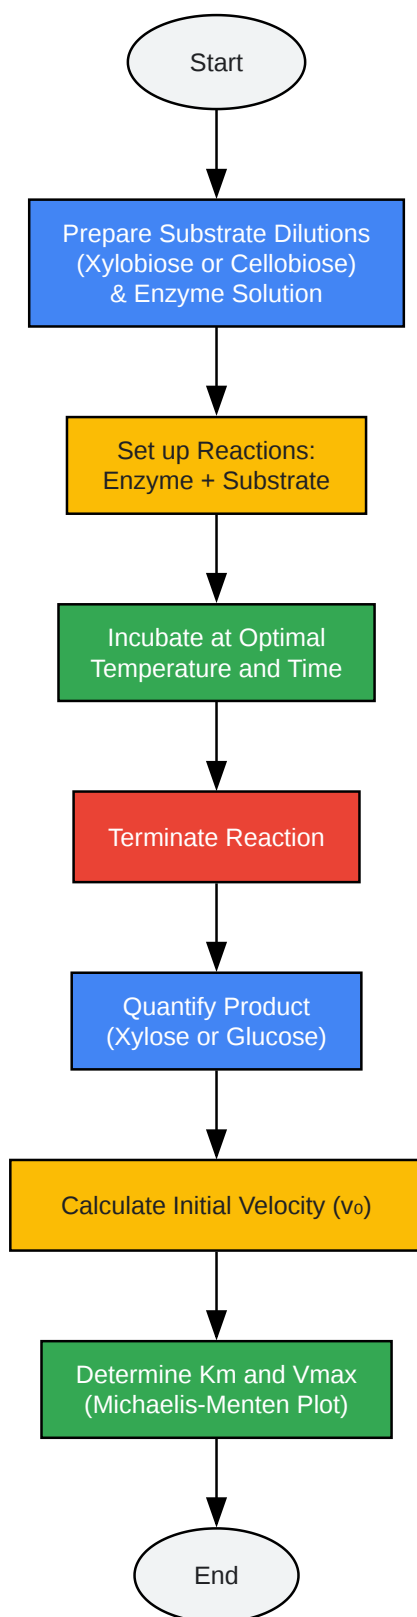 Start
Prepare Substrate Dilutions
(Xylobiose or Cellobiose)
& Enzyme Solution
Set up Reactions:
Enzyme + Substrate
Incubate at Optimal
Temperature and Time
Terminate Reaction
Quantify Product
(Xylose or Glucose)
Calculate Initial Velocity (v₀)
Determine Km and Vmax
(Michaelis-Menten Plot)
End